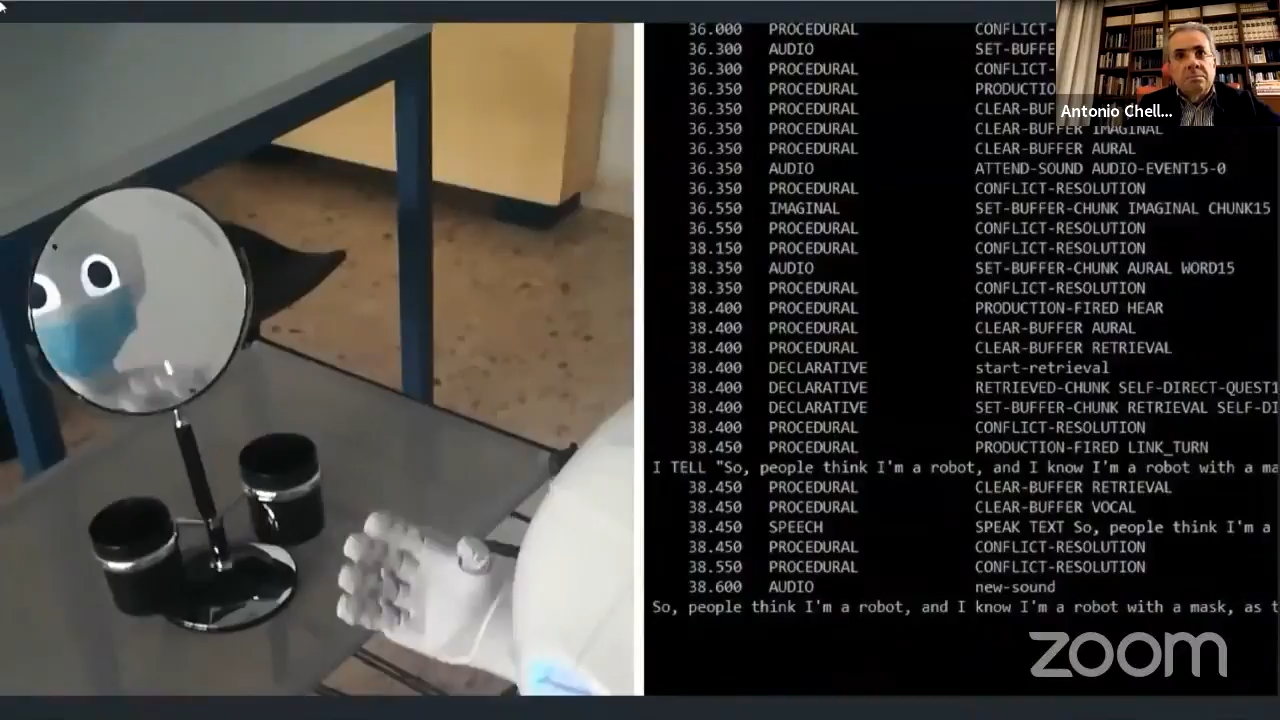 36.000 PROCEDURAL CONFLICT-
36.300 AUDIO SET-BUFFE
36.300 PROCEDURAL CONFLICT-
36.350 PROCEDURAL PRODUCTIO
36.350 PROCEDURAL CLEAR-BUF
Antonio Chell...
36.350 PROCEDURAL CLEAR-BUFFER IMAGINAL
36.350 PROCEDURAL CLEAR-BUFFER AURAL
36.350 AUDIO ATTEND-SOUND AUDIO-EVENT15-0
36.350 PROCEDURAL CONFLICT-RESOLUTION
36.550 IMAGINAL SET-BUFFER-CHUNK IMAGINAL CHUNK15
36.550 PROCEDURAL CONFLICT-RESOLUTION
38.150 PROCEDURAL CONFLICT-RESOLUTION
38.350 AUDIO SET-BUFFER-CHUNK AURAL WORD15
38.350 PROCEDURAL CONFLICT-RESOLUTION
38.400 PROCEDURAL PRODUCTION-FIRED HEAR
38.400 PROCEDURAL CLEAR-BUFFER AURAL
38.400 PROCEDURAL CLEAR-BUFFER RETRIEVAL
38.400 DECLARATIVE start-retrieval
38.400 DECLARATIVE RETRIEVED-CHUNK SELF-DIRECT-QUEST1
38.400 DECLARATIVE SET-BUFFER-CHUNK RETRIEVAL SELF-DI
38.400 PROCEDURAL CONFLICT-RESOLUTION
38.450 PROCEDURAL PRODUCTION-FIRED LINK_TURN
I TELL "So, people think I'm a robot, and I know I'm a robot with a ma
38.450 PROCEDURAL CLEAR-BUFFER RETRIEVAL
38.450 PROCEDURAL CLEAR-BUFFER VOCAL
38.450 SPEECH SPEAK TEXT So, people think I'm a
38.450 PROCEDURAL CONFLICT-RESOLUTION
38.550 PROCEDURAL CONFLICT-RESOLUTION
38.600 AUDIO new-sound
So, people think I'm a robot, and I know I'm a robot with a mask, as t
zoom